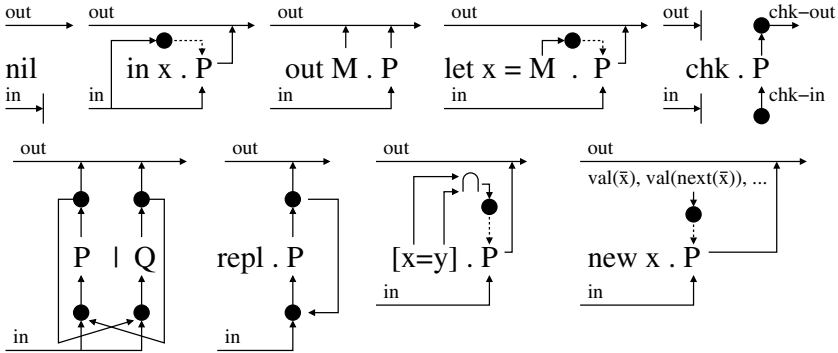 out
nil
in
out
in x . P
in
out
out M . P
in
out
let x = M . P
in
out
chk-out
chk . P
in
chk-in
out
P | Q
in
out
repl . P
in
out
∩
[x=y] . P
in
out
val(x̄), val(next(x̄)), ...
new x . P
in